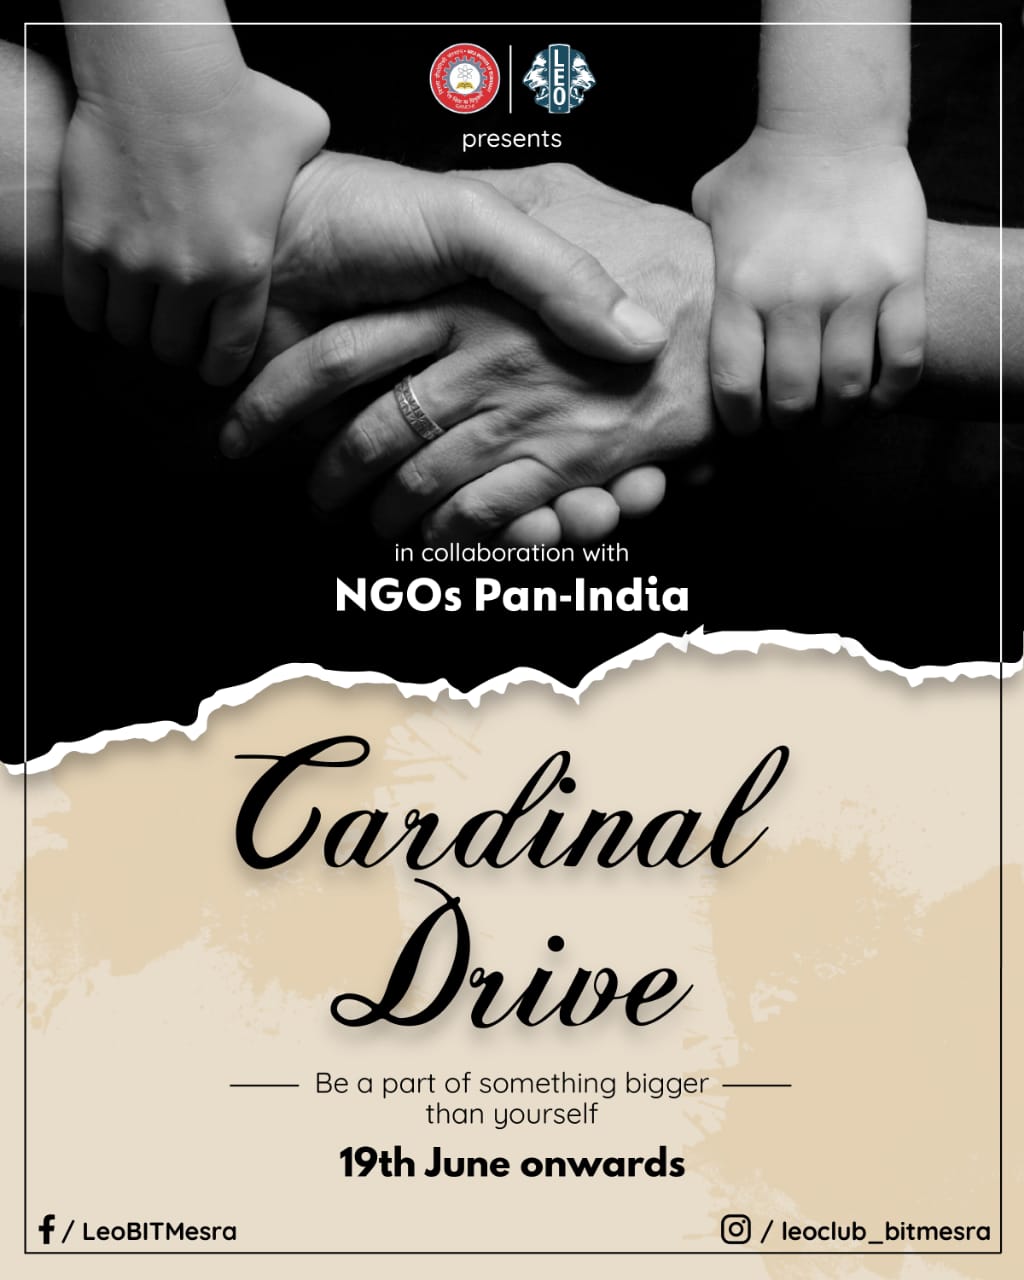 LEO
presents
in collaboration with
NGOs Pan-India
Cardinal
Drive
Be a part of something bigger
than yourself
19th June onwards
/ LeoBITMesra
/ leoclub_bitmesra